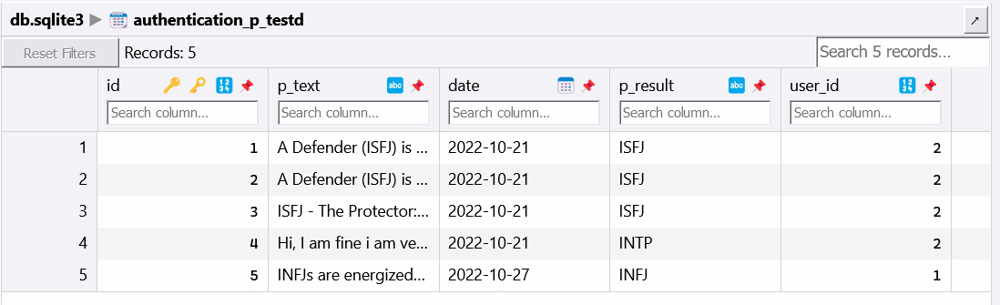 db.sqlite3 ▶ authentication_p_testd
Reset Filters Records: 5 Search 5 records...
id p_text abc date p_result abc user_id
Search column... Search column... Search column... Search column... Search column...
1 1 A Defender (ISFJ) is ... 2022-10-21 ISFJ 2
2 2 A Defender (ISFJ) is ... 2022-10-21 ISFJ 2
3 3 ISFJ - The Protector:... 2022-10-21 ISFJ 2
4 4 Hi, I am fine i am ve... 2022-10-21 INTP 2
5 5 INFJs are energized... 2022-10-27 INFJ 1